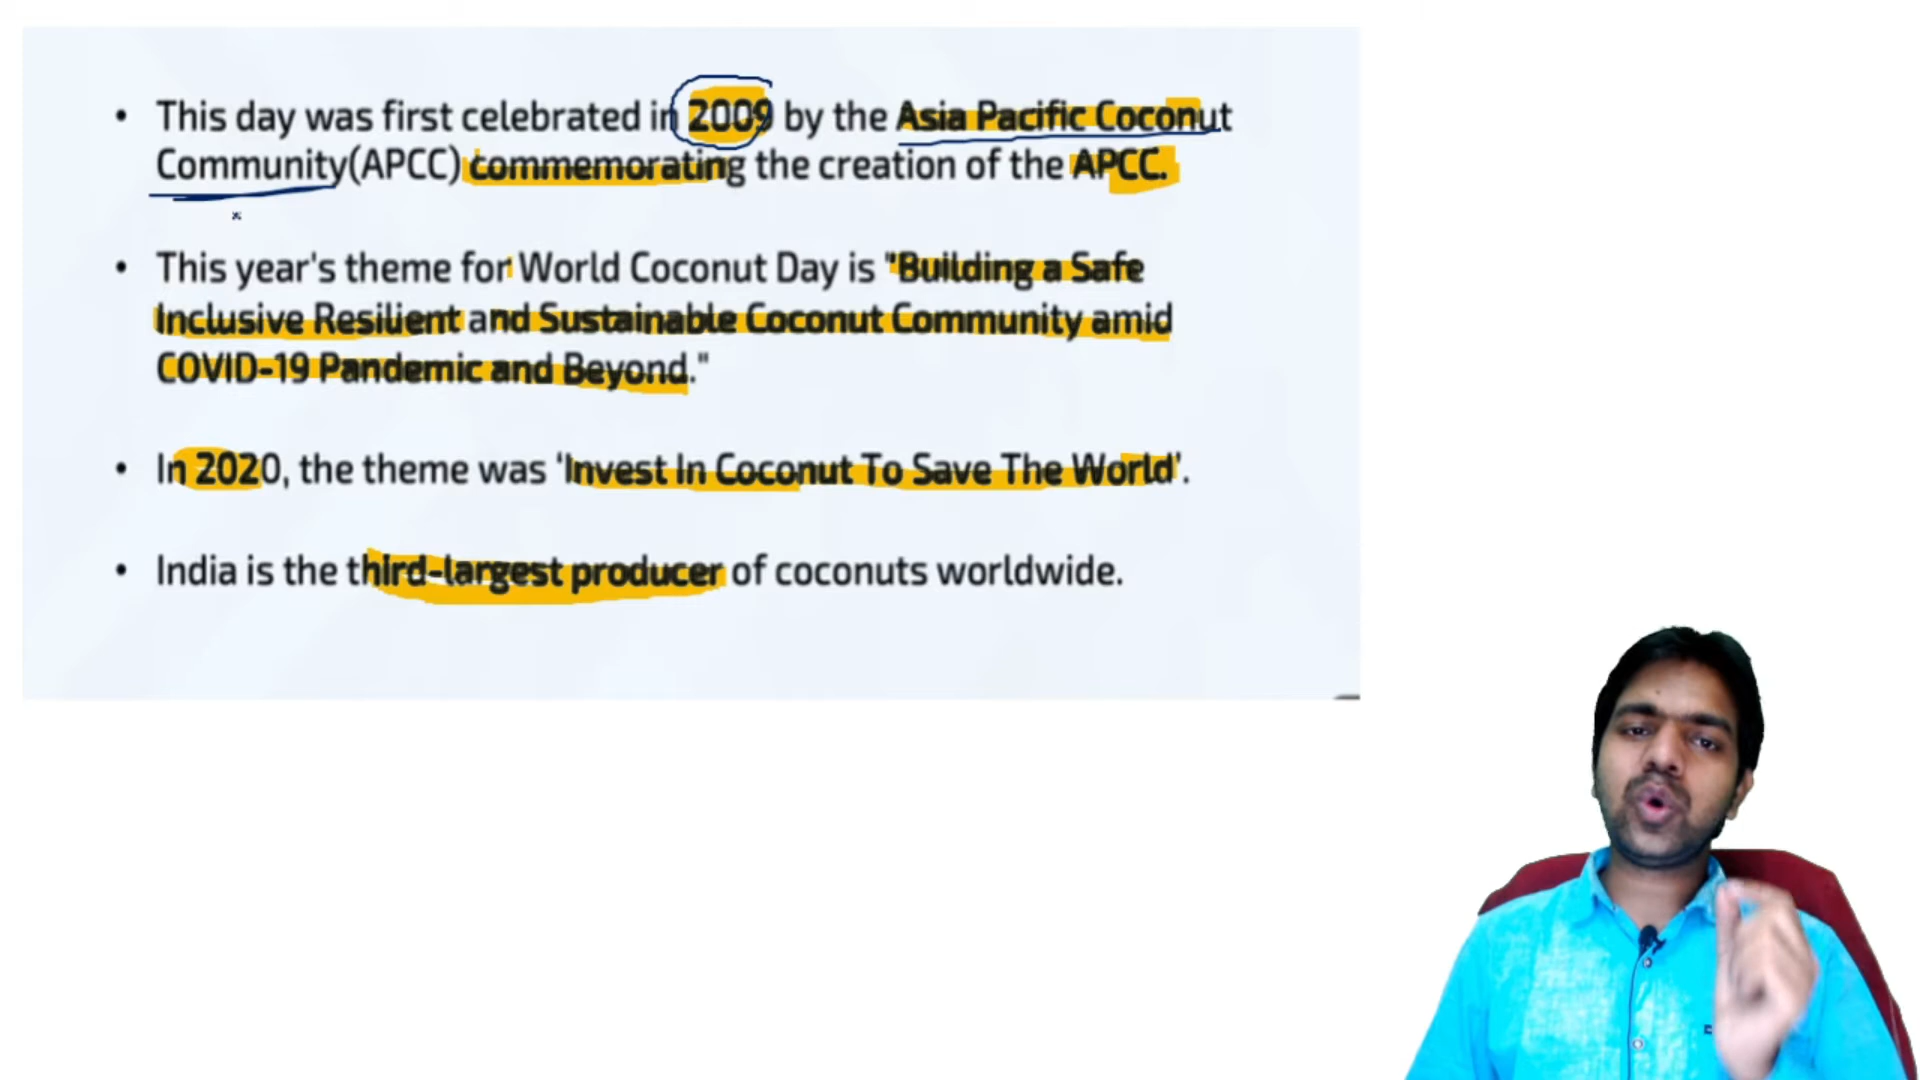 • This day was first celebrated in 2009 by the Asia Pacific Coconut
Community(APCC) commemorating the creation of the APCC.
• This year's theme for World Coconut Day is "Building a Safe
Inclusive Resilient and Sustainable Coconut Community amid
COVID-19 Pandemic and Beyond."
• In 2020, the theme was ‘Invest In Coconut To Save The World’.
• India is the third-largest producer of coconuts worldwide.